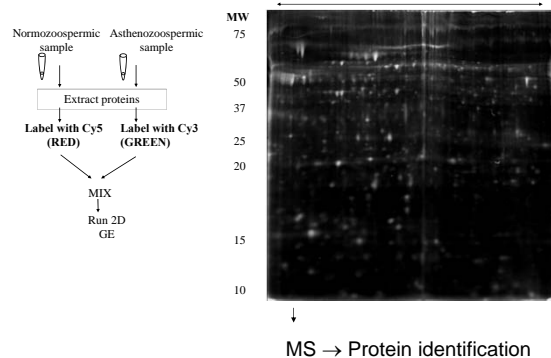 Normozoospermic
sample
Asthenozoospermic
sample
Extract proteins
Label with Cy5
(RED)
Label with Cy3
(GREEN)
MIX
Run 2D
GE
MW
75
50
37
25
20
15
10
MS → Protein identification